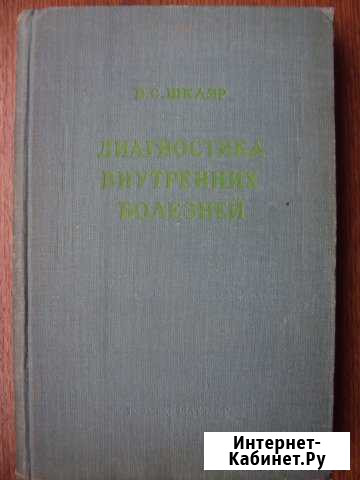 Б.С. ШКЛЯР
ДИАГНОСТИКА
ВНУТРЕННИХ
БОЛЕЗНЕЙ
Интернет-
Кабинет.Ру